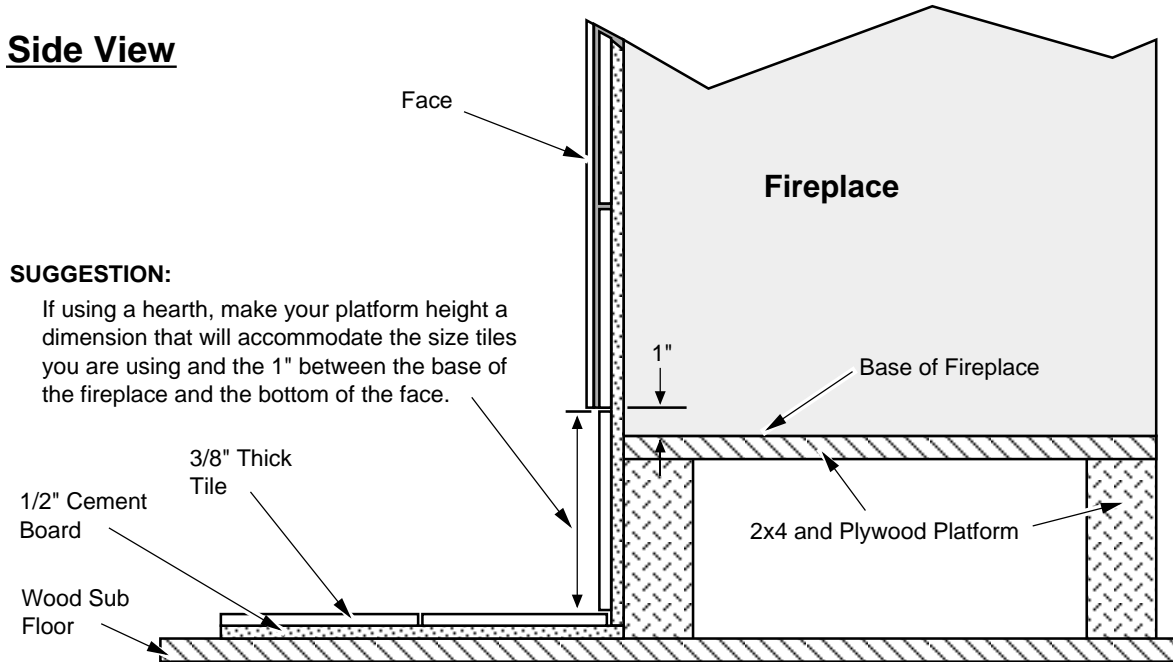 Side View
Face
Fireplace
SUGGESTION:
If using a hearth, make your platform height a
dimension that will accommodate the size tiles
you are using and the 1" between the base of
the fireplace and the bottom of the face.
1"
Base of Fireplace
3/8" Thick
Tile
1/2" Cement
Board
2x4 and Plywood Platform
Wood Sub
Floor